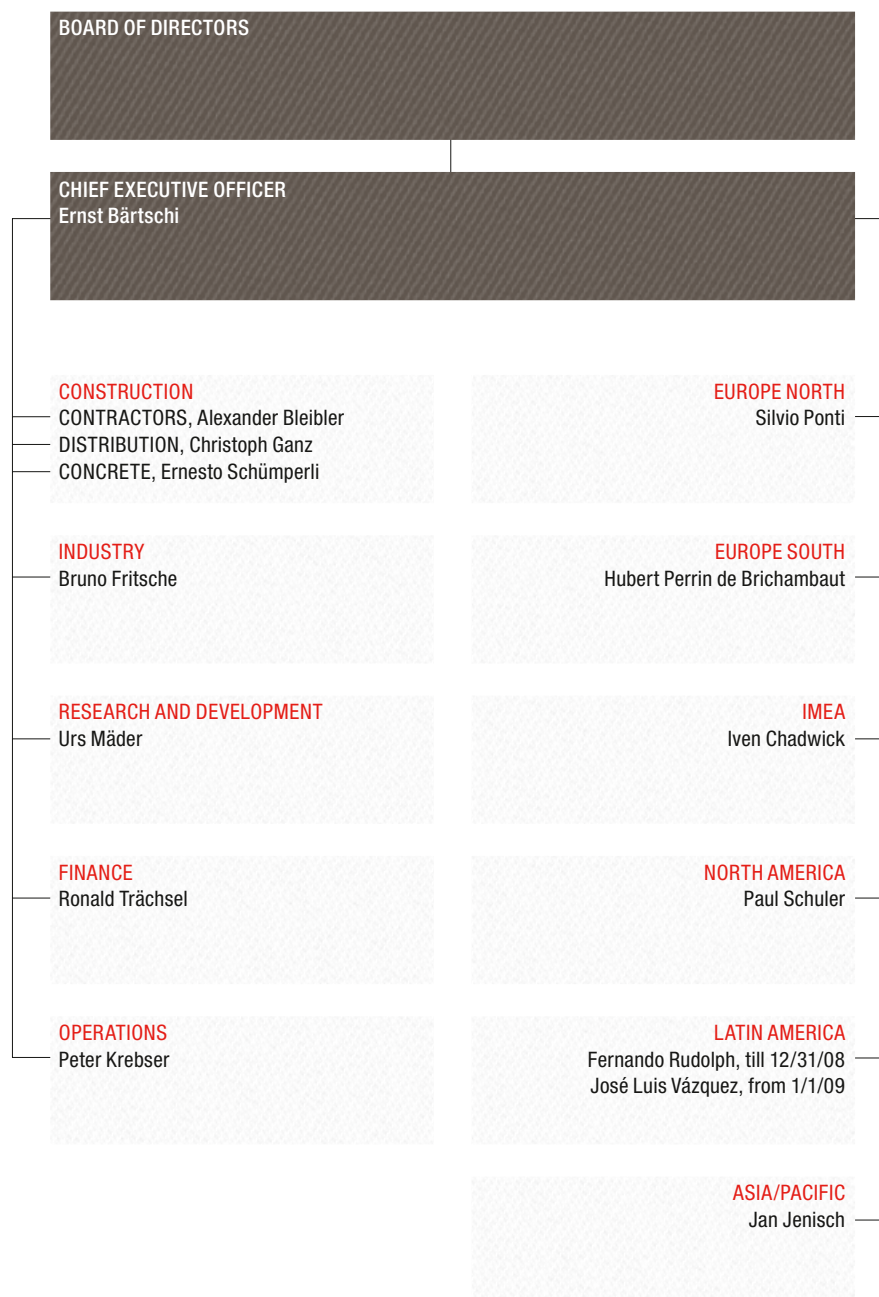 BOARD OF DIRECTORS
CHIEF EXECUTIVE OFFICER
Ernst Bärtschi
CONSTRUCTION
CONTRACTORS, Alexander Bleibler
DISTRIBUTION, Christoph Ganz
CONCRETE, Ernesto Schümperli
INDUSTRY
Bruno Fritsche
RESEARCH AND DEVELOPMENT
Urs Mäder
FINANCE
Ronald Trächsel
OPERATIONS
Peter Krebser
EUROPE NORTH
Silvio Ponti
EUROPE SOUTH
Hubert Perrin de Brichambaut
IMEA
Iven Chadwick
NORTH AMERICA
Paul Schuler
LATIN AMERICA
Fernando Rudolph, till 12/31/08
José Luis Vázquez, from 1/1/09
ASIA/PACIFIC
Jan Jenisch